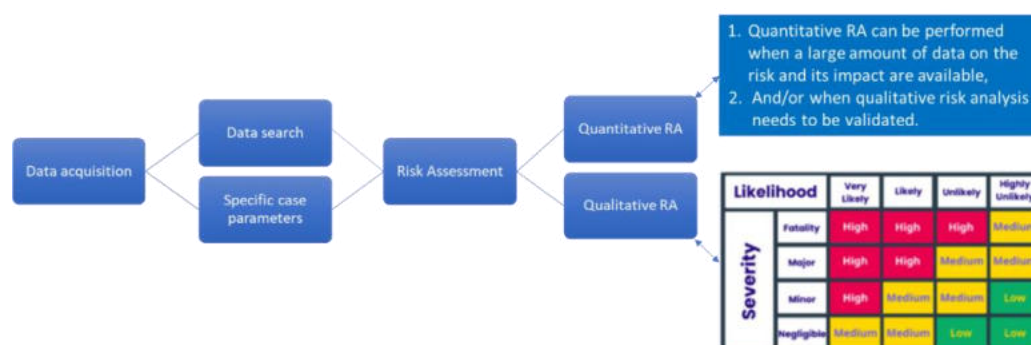 Data acquisition
Data search
Specific case
parameters
Risk Assessment
Quantitative RA
Qualitative RA
1. Quantitative RA can be performed
when a large amount of data on the
risk and its impact are available,
2. And/or when qualitative risk analysis
needs to be validated.
Likelihood Very Likely Likely Unlikely Highly Unlikely
Severity
Fatality High High High Medium
Major High High Medium Medium
Minor High Medium Medium Low
Negligible Medium Medium Low Low